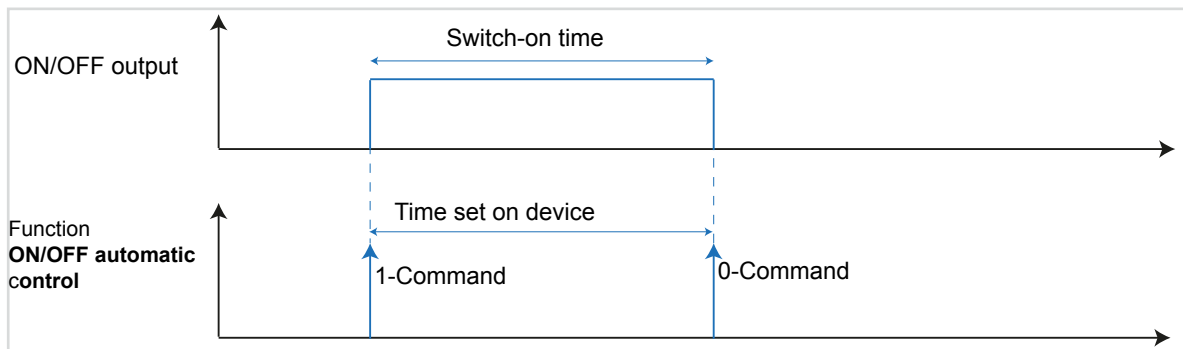 Switch-on time
ON/OFF output
Time set on device
Function
ON/OFF automatic
control
1-Command
0-Command